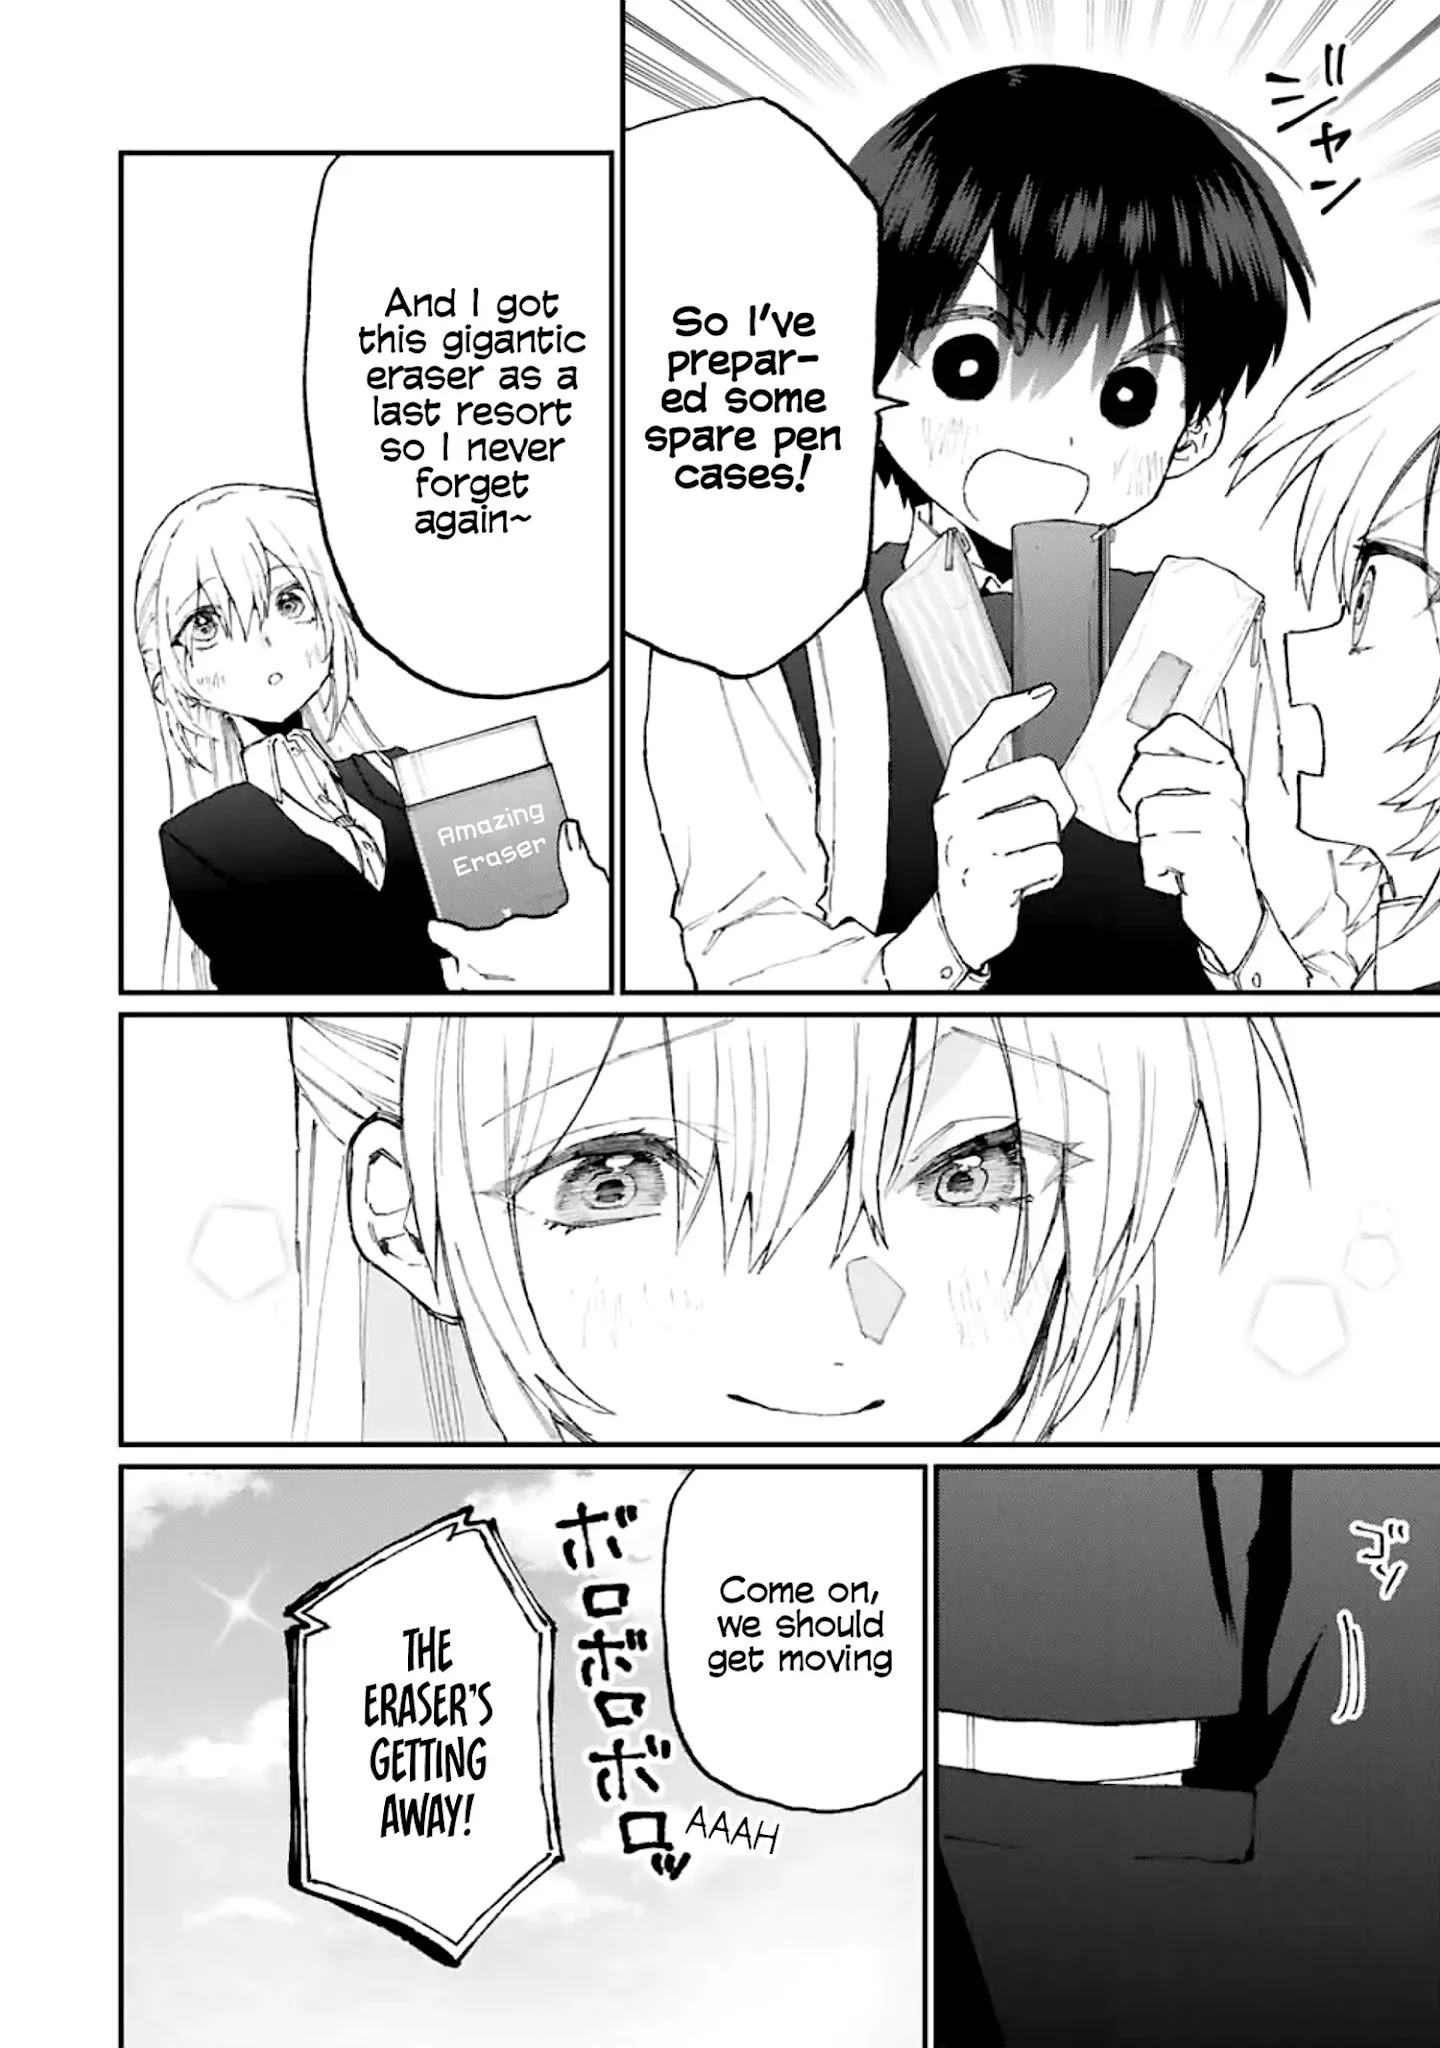 ジャン
So I've
prepar-
ed some
spare pen
cases!
And I got
this gigantic
eraser as a
last resort
so I never
forget
again~
Amazing
Eraser
ゴソ
Come on,
we should
get moving
ボロボロボロッ
AAAH
THE
ERASER'S
GETTING
AWAY!